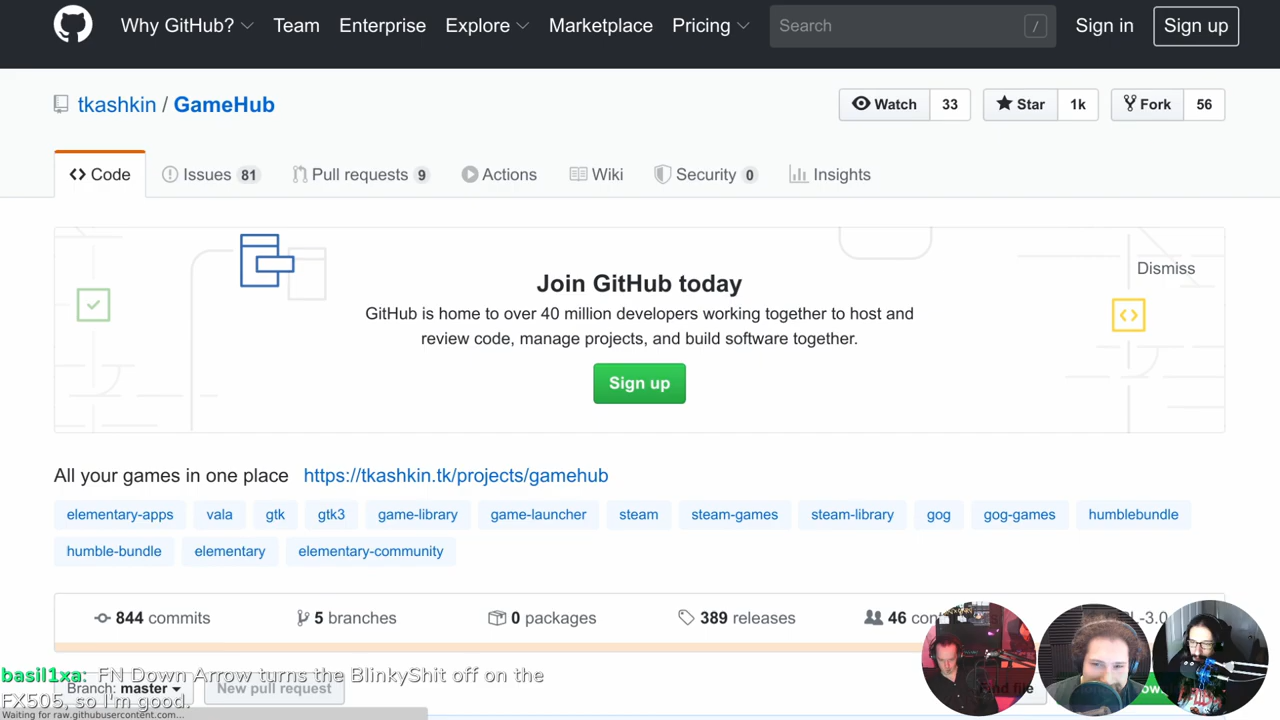 Why GitHub? Team Enterprise Explore Marketplace Pricing Search / Sign in Sign up
tkashkin / GameHub
Watch 33 Star 1k Fork 56
Code Issues 81 Pull requests 9 Actions Wiki Security 0 Insights
Join GitHub today
Dismiss
GitHub is home to over 40 million developers working together to host and
review code, manage projects, and build software together.
Sign up
All your games in one place https://tkashkin.tk/projects/gamehub
elementary-apps vala gtk gtk3 game-library game-launcher steam steam-games steam-library gog gog-games humblebundle
humble-bundle elementary elementary-community
844 commits 5 branches 0 packages 389 releases 46 con L-3.0
basil1xa: FN Down Arrow turns the BlinkyShit off on the
FX505, so I'm good.
Branch: master New pull request Find file
Waiting for raw.githubusercontent.com...